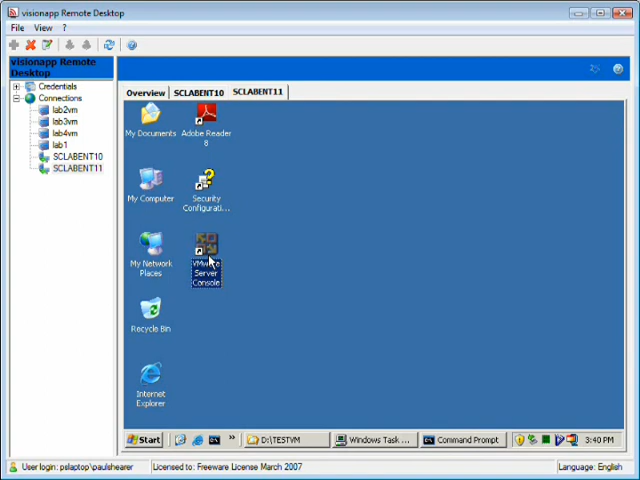 visionapp Remote Desktop
File View ?
visionapp Remote
Desktop
Credentials
Connections
lab2vm
lab3vm
lab4vm
lab1
SCLABENT10
SCLABENT11
Overview SCLABENT10 SCLABENT11
My Documents
Adobe Reader
8
My Computer
Security
Configurati...
My Network
Places
VMware
Server
Console
Recycle Bin
Internet
Explorer
Start
D:\TESTVM
Windows Task ...
Command Prompt
3:40 PM
User login: pslaptop\paulshearer
Licensed to: Freeware License March 2007
Language: English